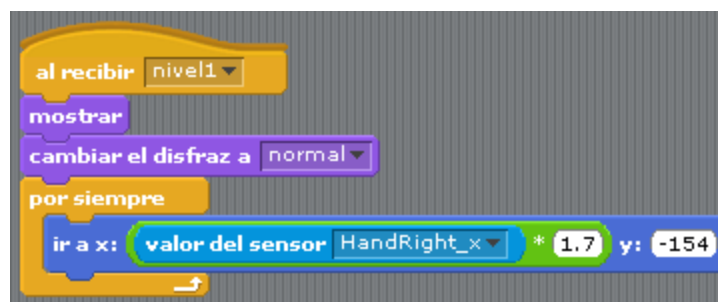 al recibir nivel1
mostrar
cambiar el disfraz a normal
por siempre
ir a x: valor del sensor HandRight_x * 1.7 y: -154